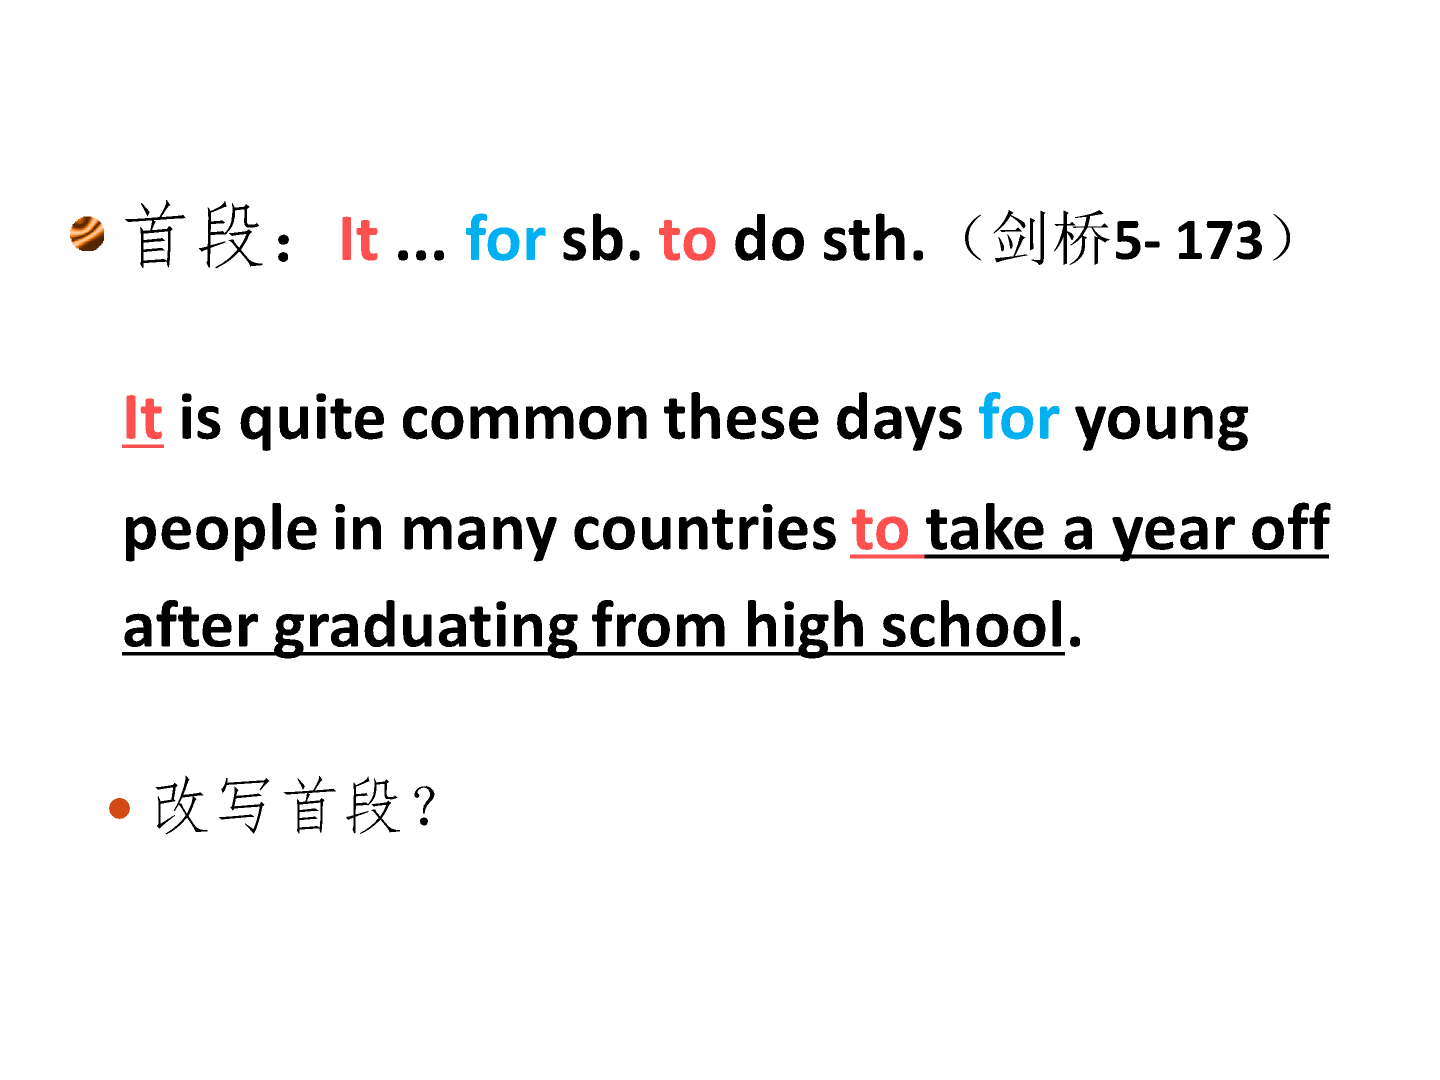 首段：It ... for sb. to do sth.（剑桥5- 173）
It is quite common these days for young
people in many countries to take a year off
after graduating from high school.
改写首段？